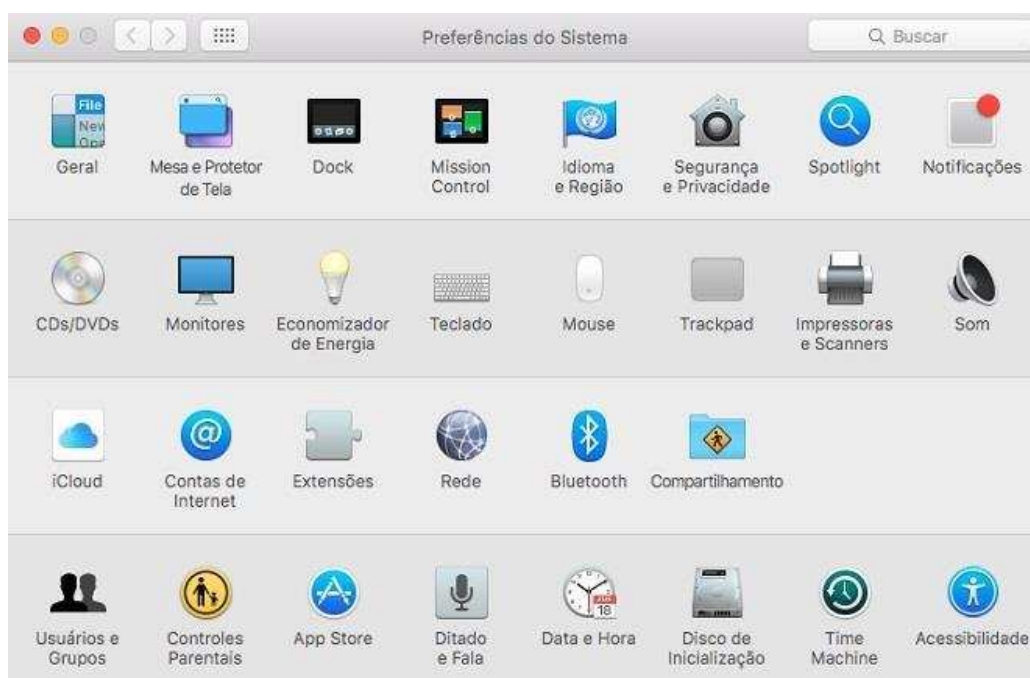 Preferências do Sistema
Buscar
File
New
Ope
Geral
Mesa e Protetor
de Tela
Dock
Mission
Control
Idioma
e Região
Segurança
e Privacidade
Spotlight
Notificações
CDs/DVDs
Monitores
Economizador
de Energia
Teclado
Mouse
Trackpad
Impressoras
e Scanners
Som
iCloud
@
Contas de
Internet
Extensões
Rede
Bluetooth
Compartilhamento
Usuários e
Grupos
Controles
Parentais
App Store
Ditado
e Fala
18
Data e Hora
Disco de
Inicialização
Time
Machine
Acessibilidade